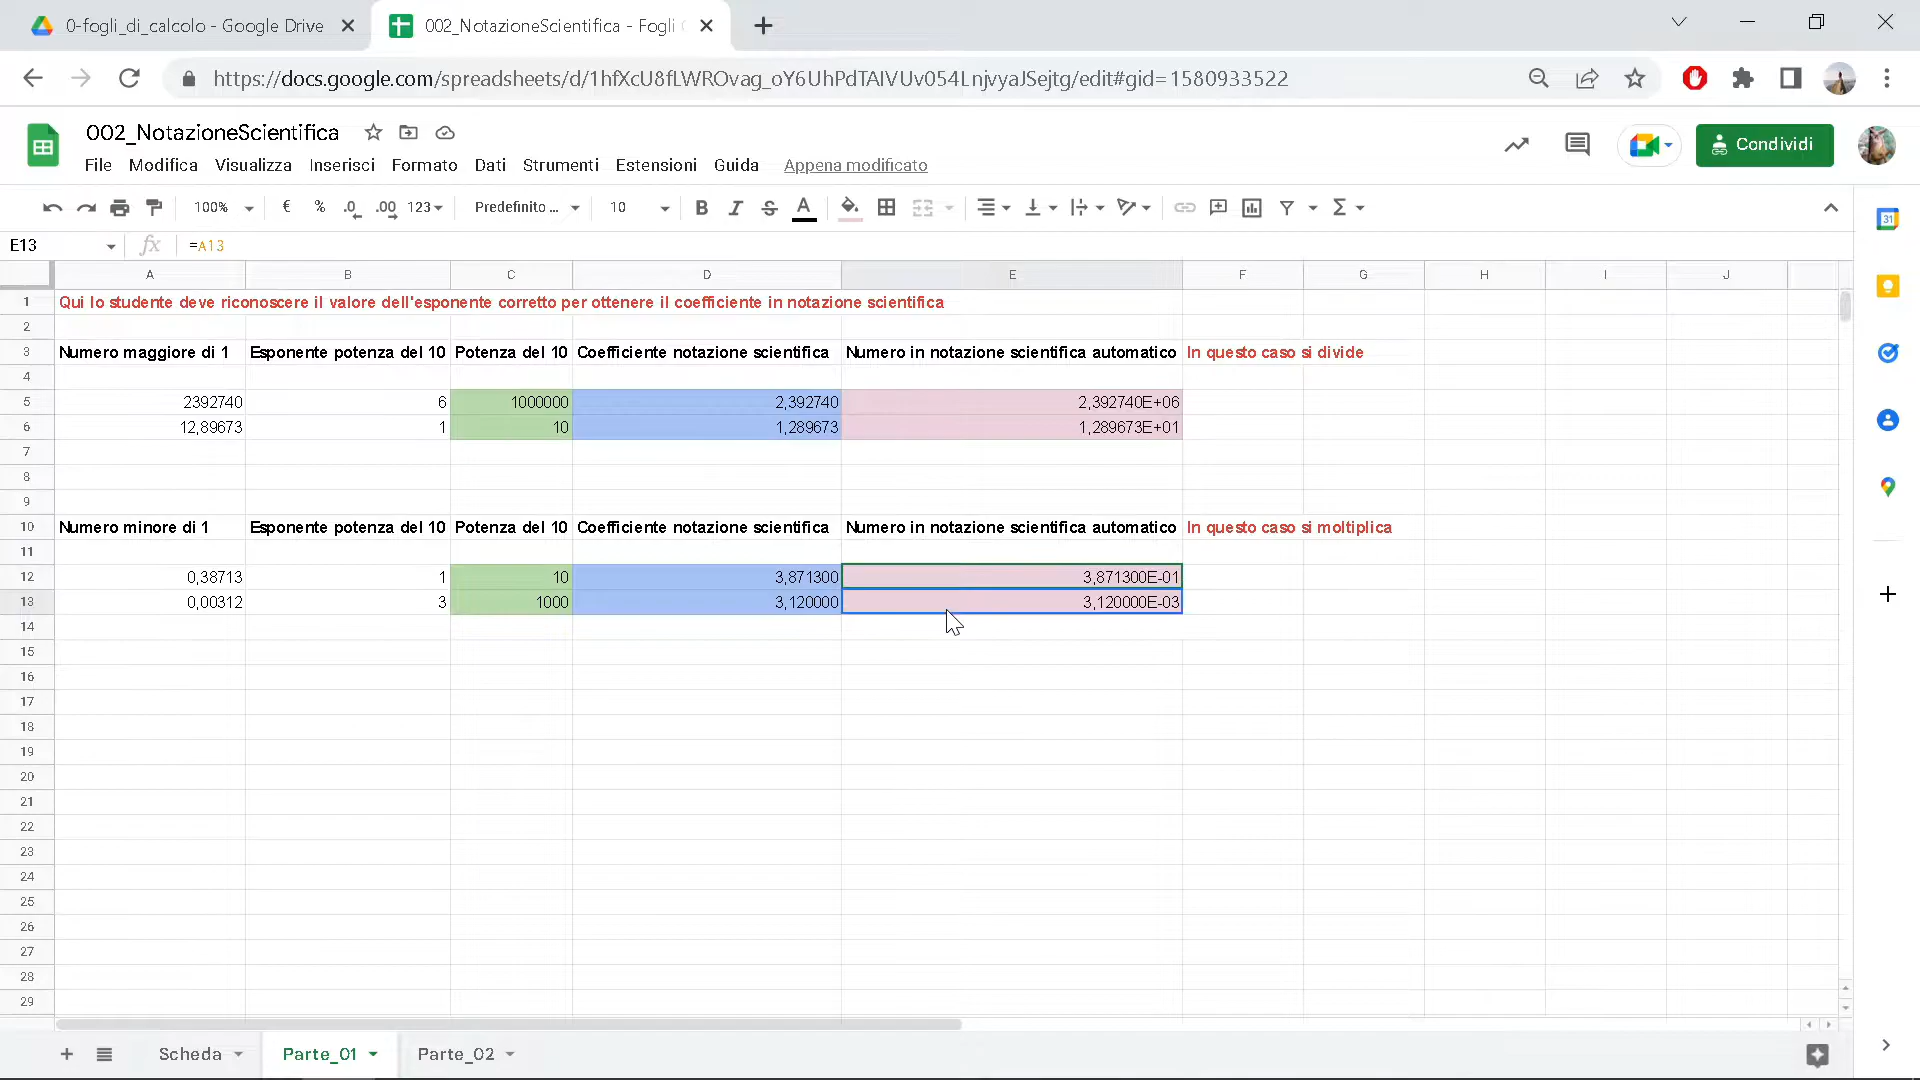 0-fogli_di_calcolo - Google Drive
002_NotazioneScientifica - Fogli
https://docs.google.com/spreadsheets/d/1hfXcU8fLWROvag_oY6UhPdTAlVUv054LnjvyaJSejtg/edit#gid=1580933522
002_NotazioneScientifica
File Modifica Visualizza Inserisci Formato Dati Strumenti Estensioni Guida Appena modificato
Condividi
100% € % .0 .00 123 Predefinito ... 10 B I S A Σ
E13 fx =A13
A B C D E F G H I J
1 Qui lo studente deve riconoscere il valore dell'esponente corretto per ottenere il coefficiente in notazione scientifica
2
3 Numero maggiore di 1 Esponente potenza del 10 Potenza del 10 Coefficiente notazione scientifica Numero in notazione scientifica automatico In questo caso si divide
4
5 2392740 6 1000000 2,392740 2,392740E+06
6 12,89673 1 10 1,289673 1,289673E+01
7
8
9
10 Numero minore di 1 Esponente potenza del 10 Potenza del 10 Coefficiente notazione scientifica Numero in notazione scientifica automatico In questo caso si moltiplica
11
12 0,38713 1 10 3,871300 3,871300E-01
13 0,00312 3 1000 3,120000 3,120000E-03
14
15
16
17
18
19
20
21
22
23
24
25
26
27
28
29
Scheda Parte_01 Parte_02
31